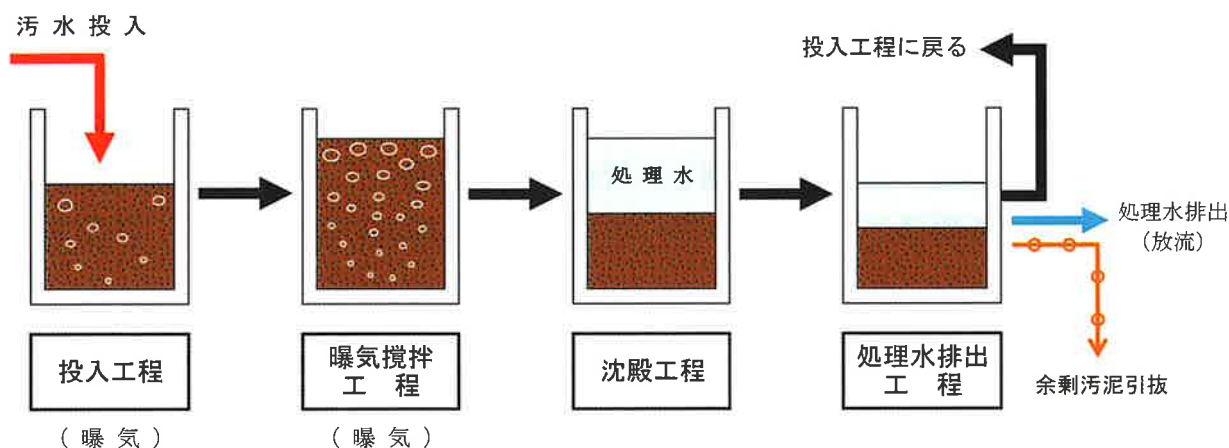 汚水投入
投入工程に戻る
処理水
処理水排出
(放流)
余剰汚泥引抜
投入工程
(曝気)
曝気撹拌
工程
(曝気)
沈殿工程
処理水排出
工程